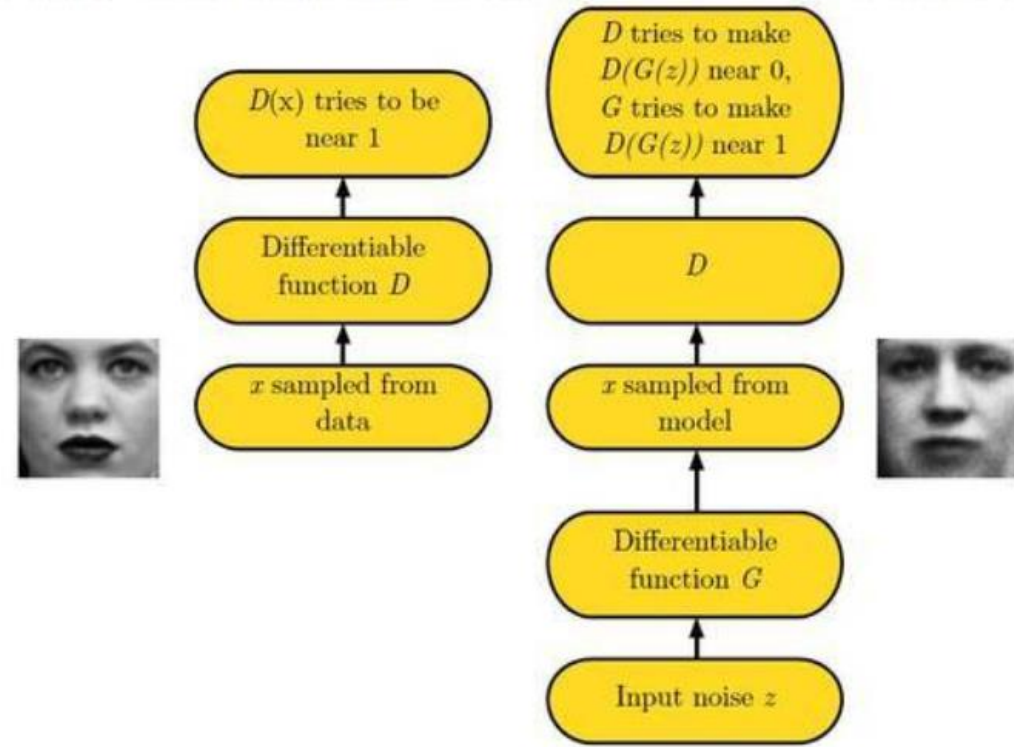 D(x) tries to be
near 1
Differentiable
function D
x sampled from
data
D tries to make
D(G(z)) near 0,
G tries to make
D(G(z)) near 1
D
x sampled from
model
Differentiable
function G
Input noise z